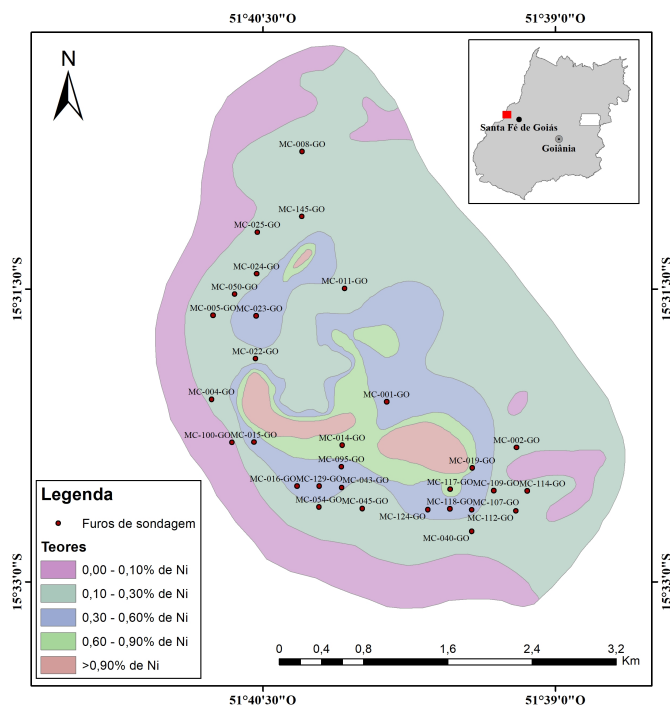 51°40'30"O
51°39'0"O
N
Santa Fé de Goiás
Goiânia
MC-008-GO
MC-145-GO
MC-025-GO
MC-024-GO
15°31'30"S
15°31'30"S
MC-011-GO
MC-050-GO
MC-005-GO
MC-023-GO
MC-022-GO
MC-004-GO
MC-001-GO
MC-100-GO
MC-015-GO
MC-014-GO
MC-002-GO
MC-095-GO
MC-019-GO
MC-016-GO
MC-129-GO
MC-043-GO
MC-117-GO
MC-109-GO
MC-114-GO
MC-054-GO
MC-045-GO
MC-124-GO
MC-118-GO
MC-107-GO
MC-112-GO
MC-040-GO
Legenda
Furos de sondagem
Teores
0,00 - 0,10% de Ni
0,10 - 0,30% de Ni
0,30 - 0,60% de Ni
0,60 - 0,90% de Ni
>0,90% de Ni
15°33'0"S
15°33'0"S
0 0,4 0,8 1,6 2,4 3,2
Km
51°40'30"O
51°39'0"O